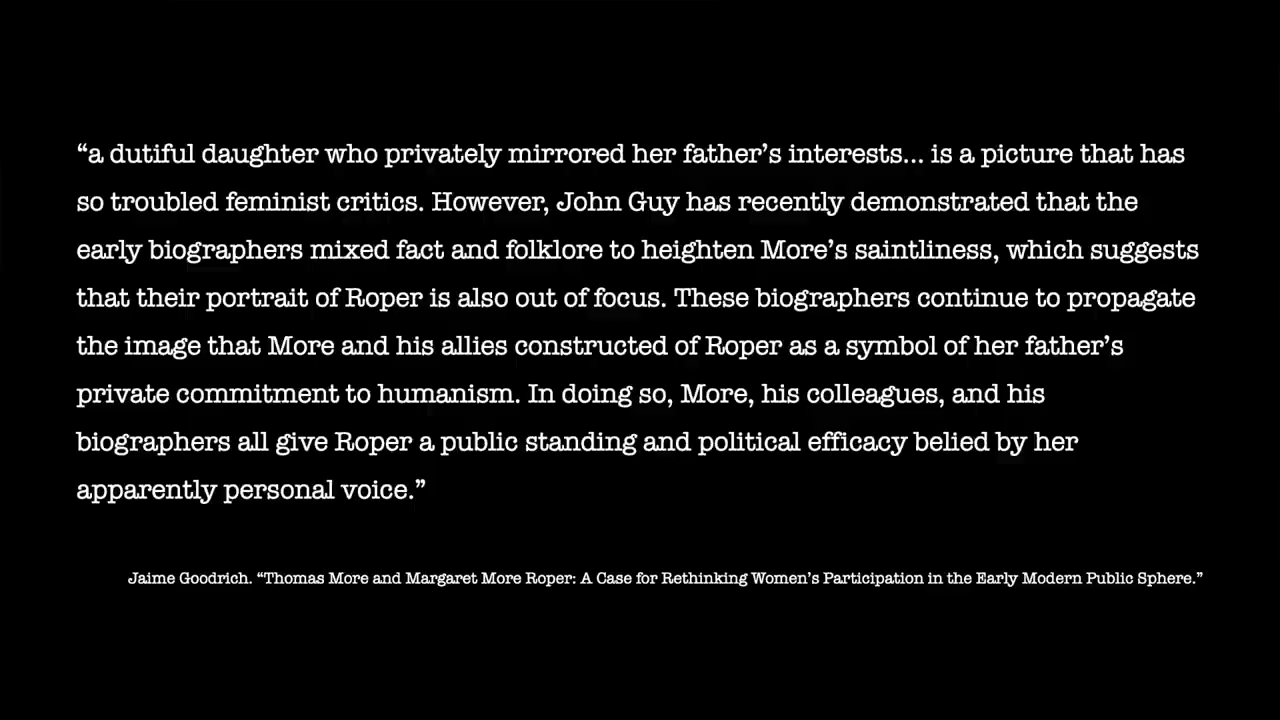 “a dutiful daughter who privately mirrored her father’s interests... is a picture that has
so troubled feminist critics. However, John Guy has recently demonstrated that the
early biographers mixed fact and folklore to heighten More’s saintliness, which suggests
that their portrait of Roper is also out of focus. These biographers continue to propagate
the image that More and his allies constructed of Roper as a symbol of her father’s
private commitment to humanism. In doing so, More, his colleagues, and his
biographers all give Roper a public standing and political efficacy belied by her
apparently personal voice.”
Jaime Goodrich. “Thomas More and Margaret More Roper: A Case for Rethinking Women’s Participation in the Early Modern Public Sphere.”